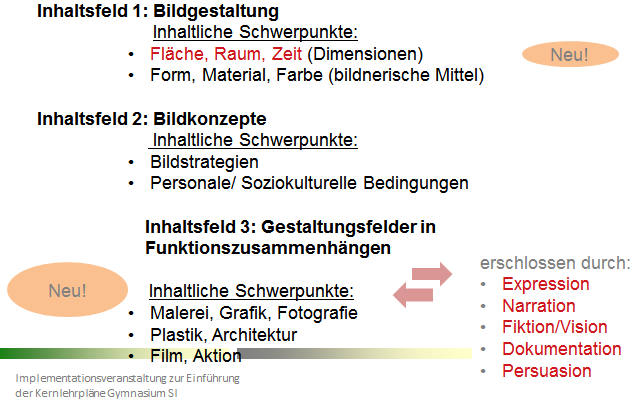 Inhaltsfeld 1: Bildgestaltung
Inhaltliche Schwerpunkte:
• Fläche, Raum, Zeit (Dimensionen)
• Form, Material, Farbe (bildnerische Mittel)
Neu!
Inhaltsfeld 2: Bildkonzepte
Inhaltliche Schwerpunkte:
• Bildstrategien
• Personale/ Soziokulturelle Bedingungen
Inhaltsfeld 3: Gestaltungsfelder in
Funktionszusammenhängen
Neu!
Inhaltliche Schwerpunkte:
• Malerei, Grafik, Fotografie
• Plastik, Architektur
• Film, Aktion
erschlossen durch:
• Expression
• Narration
• Fiktion/Vision
• Dokumentation
• Persuasion
Implementationsveranstaltung zur Einführung
der Kernlehrpläne Gymnasium SI